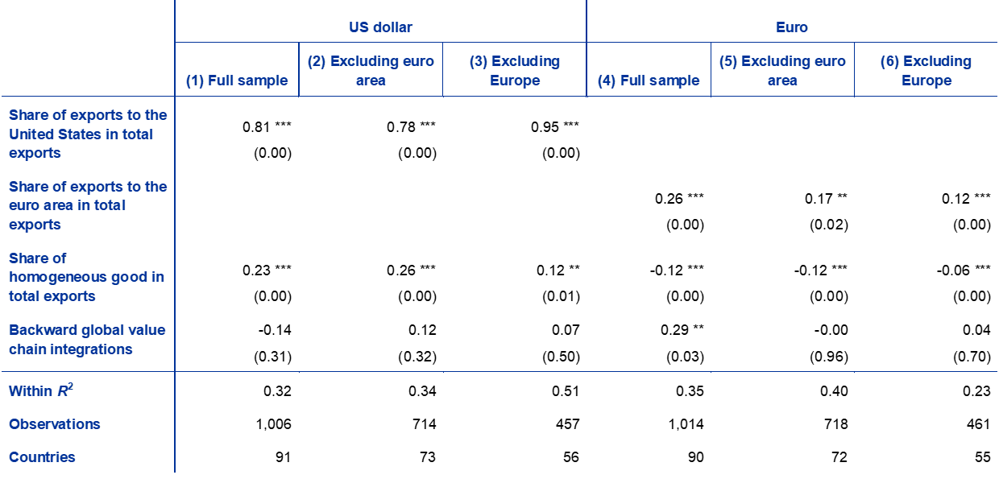 US dollar Euro
(1) Full sample (2) Excluding euro area (3) Excluding Europe (4) Full sample (5) Excluding euro area (6) Excluding Europe
Share of exports to the
United States in total
exports
0.81 *** 0.78 *** 0.95 ***
(0.00) (0.00) (0.00)
Share of exports to the
euro area in total
exports
0.26 *** 0.17 ** 0.12 ***
(0.00) (0.02) (0.00)
Share of
homogeneous good in
total exports
0.23 *** 0.26 *** 0.12 ** -0.12 *** -0.12 *** -0.06 ***
(0.00) (0.00) (0.01) (0.00) (0.00) (0.00)
Backward global value
chain integrations
-0.14 0.12 0.07 0.29 ** -0.00 0.04
(0.31) (0.32) (0.50) (0.03) (0.96) (0.70)
Within R² 0.32 0.34 0.51 0.35 0.40 0.23
Observations 1,006 714 457 1,014 718 461
Countries 91 73 56 90 72 55